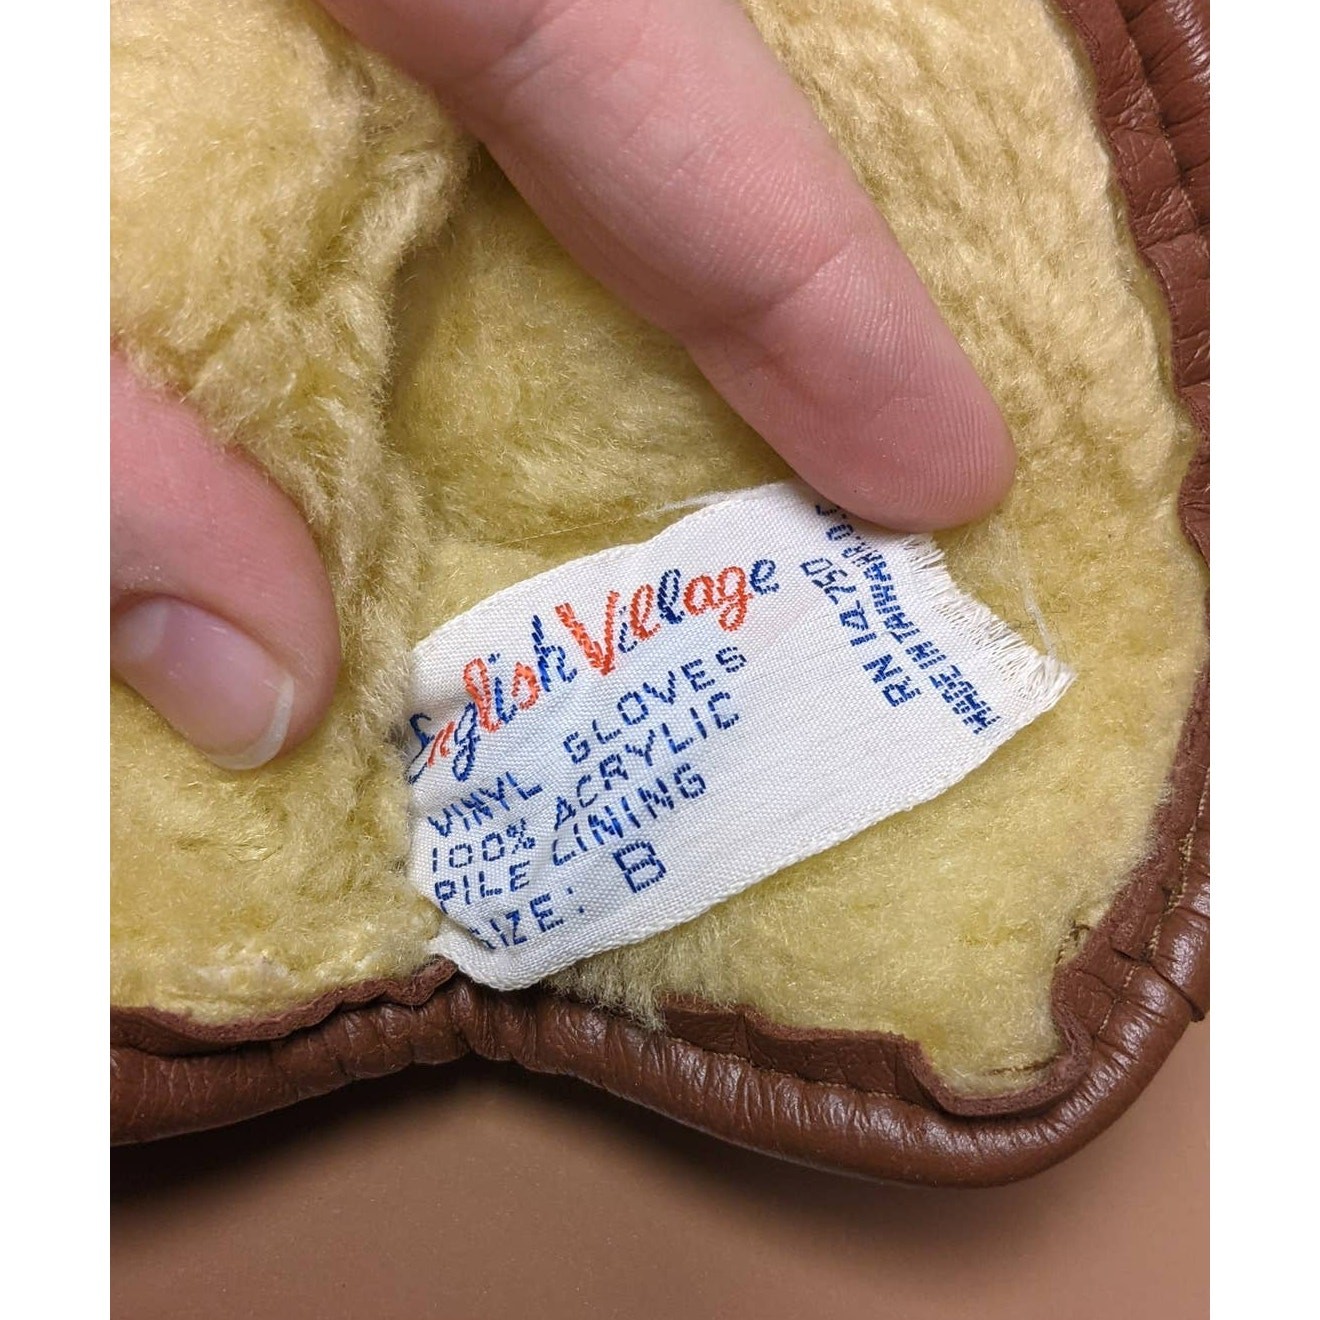 English Village
VINYL GLOVES
100% ACRYLIC
PILE LINING
SIZE: B
RN 14750
MADE IN TAIWAN R.O.